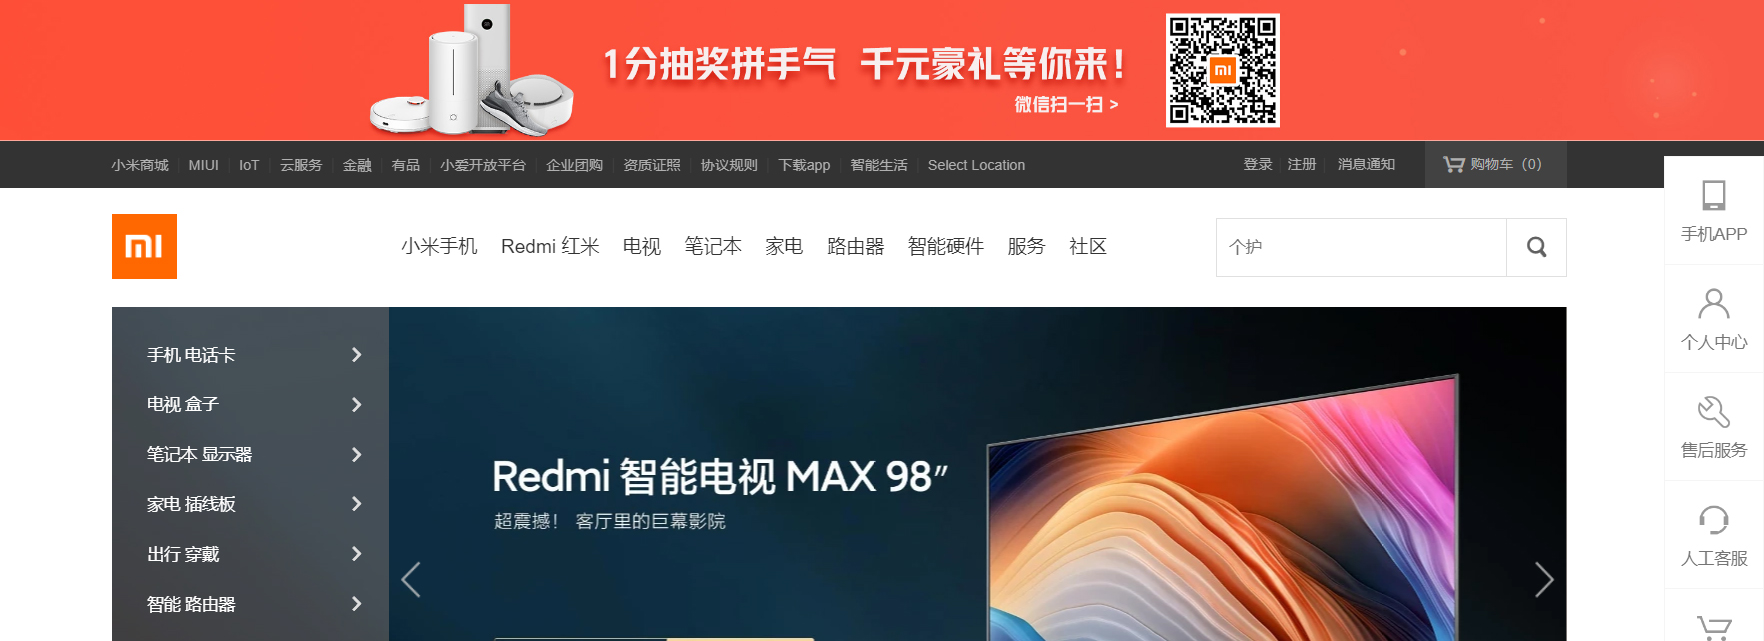 1分抽奖拼手气 千元豪礼等你来！
微信扫一扫 >
小米商城 MIUI IoT 云服务 金融 有品 小爱开放平台 企业团购 资质证照 协议规则 下载app 智能生活 Select Location 登录 注册 消息通知 购物车（0）
手机APP
个人中心
售后服务
人工客服
小米手机 Redmi 红米 电视 笔记本 家电 路由器 智能硬件 服务 社区 个护
手机 电话卡
电视 盒子
笔记本 显示器
家电 插线板
出行 穿戴
智能 路由器
Redmi 智能电视 MAX 98”
超震撼！ 客厅里的巨幕影院